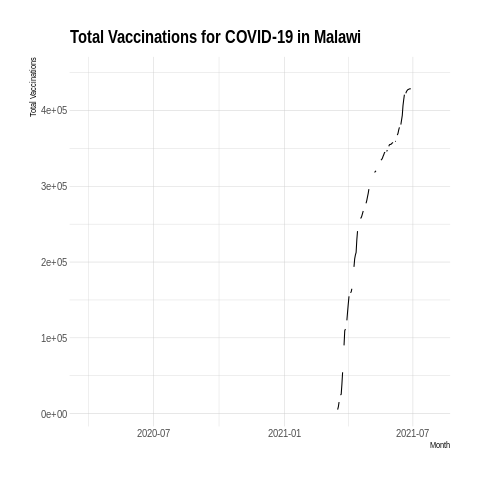 Total Vaccinations for COVID-19 in Malawi
Total Vaccinations
4e+05
3e+05
2e+05
1e+05
0e+00
2020-07 2021-01 2021-07
Month